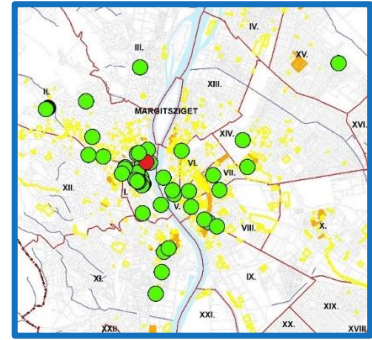 IV.
III.
XV.
II.
XIII.
MARGITSZIGET
XVI.
XIV.
VI.
VII.
XII.
I.
V.
VIII.
X.
XI.
IX.
XIX.
XXI.
XX.
XVIII
XXII.